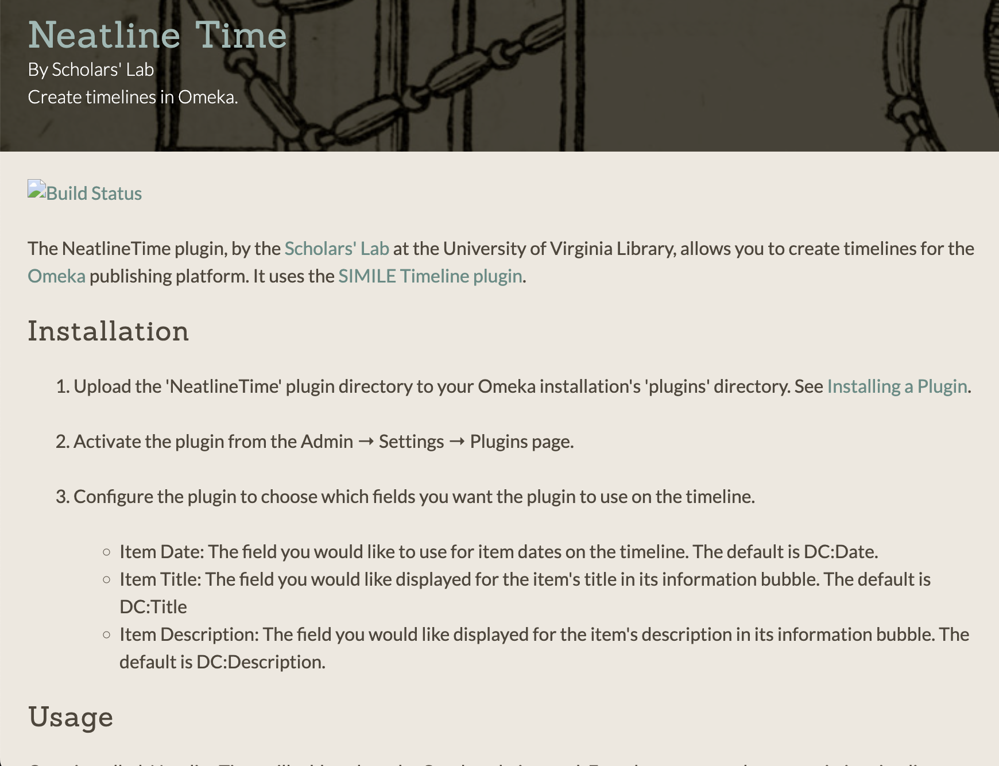 Neatline Time
By Scholars' Lab
Create timelines in Omeka.
Build Status
The NeatlineTime plugin, by the Scholars' Lab at the University of Virginia Library, allows you to create timelines for the
Omeka publishing platform. It uses the SIMILE Timeline plugin.
Installation
1. Upload the 'NeatlineTime' plugin directory to your Omeka installation's 'plugins' directory. See Installing a Plugin.
2. Activate the plugin from the Admin → Settings → Plugins page.
3. Configure the plugin to choose which fields you want the plugin to use on the timeline.
◦ Item Date: The field you would like to use for item dates on the timeline. The default is DC:Date.
◦ Item Title: The field you would like displayed for the item's title in its information bubble. The default is
DC:Title
◦ Item Description: The field you would like displayed for the item's description in its information bubble. The
default is DC:Description.
Usage